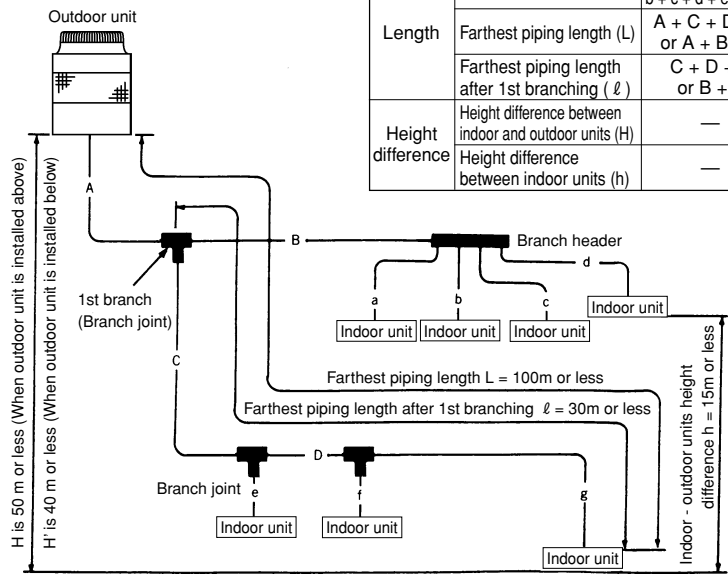 Outdoor unit
b + c + d + e
Length
Farthest piping length (L)
A + C + D
or A + B
Farthest piping length
after 1st branching ( ℓ )
C + D
or B +
Height
difference
Height difference between
indoor and outdoor units (H)
—
Height difference
between indoor units (h)
—
H is 50 m or less (When outdoor unit is installed above)
H' is 40 m or less (When outdoor unit is installed below)
A
B
Branch header
1st branch
(Branch joint)
a
b
c
d
Indoor unit
Indoor unit
Indoor unit
Indoor unit
C
Farthest piping length L = 100m or less
Farthest piping length after 1st branching ℓ = 30m or less
D
Branch joint
e
f
g
Indoor unit
Indoor unit
Indoor unit
Indoor - outdoor units height
difference h = 15m or less